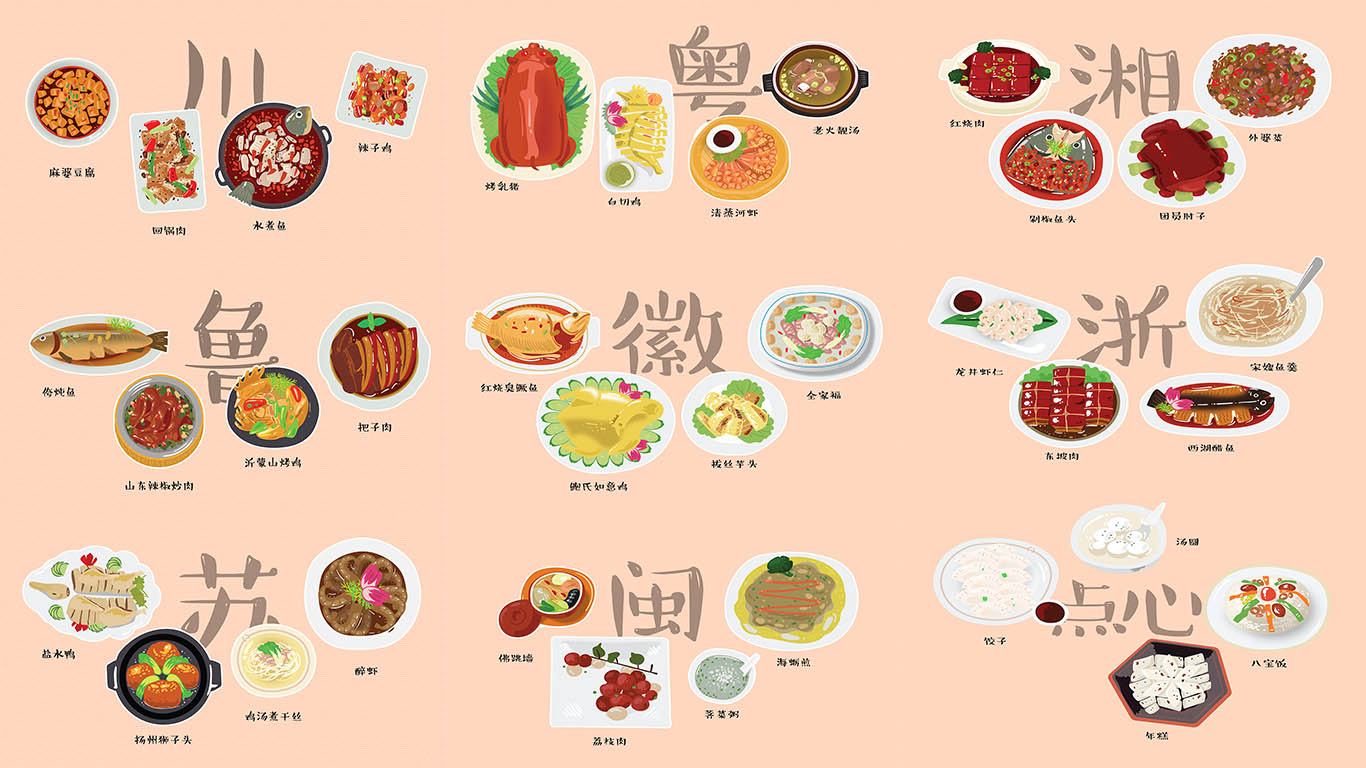 川
麻婆豆腐
回锅肉
水煮鱼
辣子鸡
粤
烤乳猪
白切鸡
清蒸河虾
老火靓汤
湘
红烧肉
剁椒鱼头
团员肘子
外婆菜
鲁
侉炖鱼
山东辣椒炒肉
沂蒙山烤鸡
把子肉
徽
红烧臭鳜鱼
鲍氏如意鸡
拔丝芋头
全家福
浙
龙井虾仁
东坡肉
西湖醋鱼
宋嫂鱼羹
苏
盐水鸭
扬州狮子头
鸡汤煮干丝
醉虾
闽
佛跳墙
荔枝肉
荠菜粥
海蛎煎
点心
饺子
汤圆
年糕
八宝饭